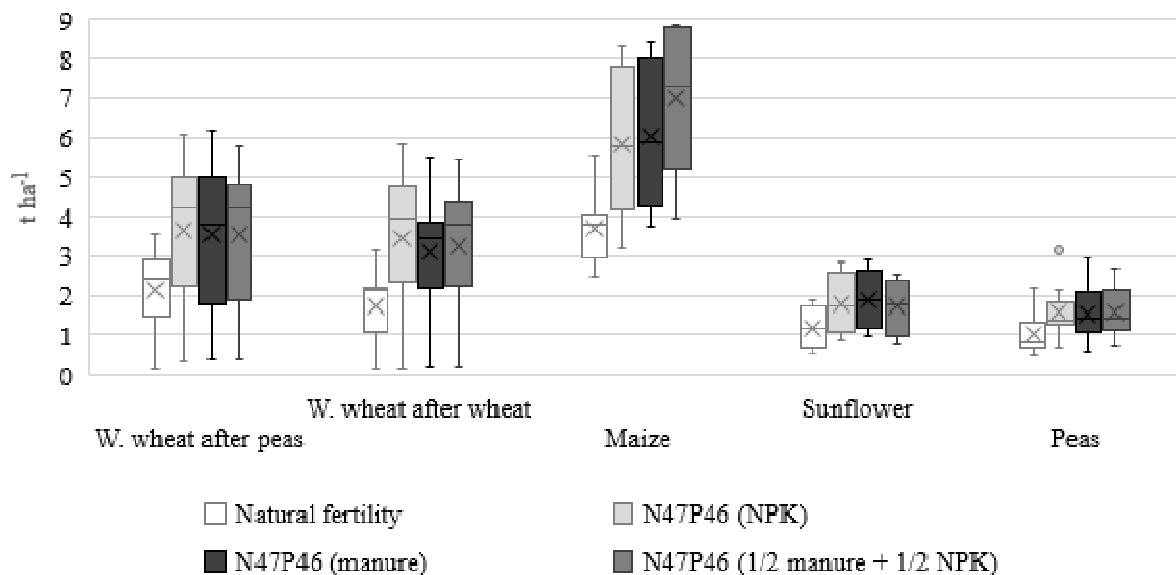 9
8
7
6
5
4
3
2
1
0
t ha⁻¹
W. wheat after wheat
Sunflower
W. wheat after peas
Maize
Peas
Natural fertility
N47P46 (NPK)
N47P46 (manure)
N47P46 (1/2 manure + 1/2 NPK)